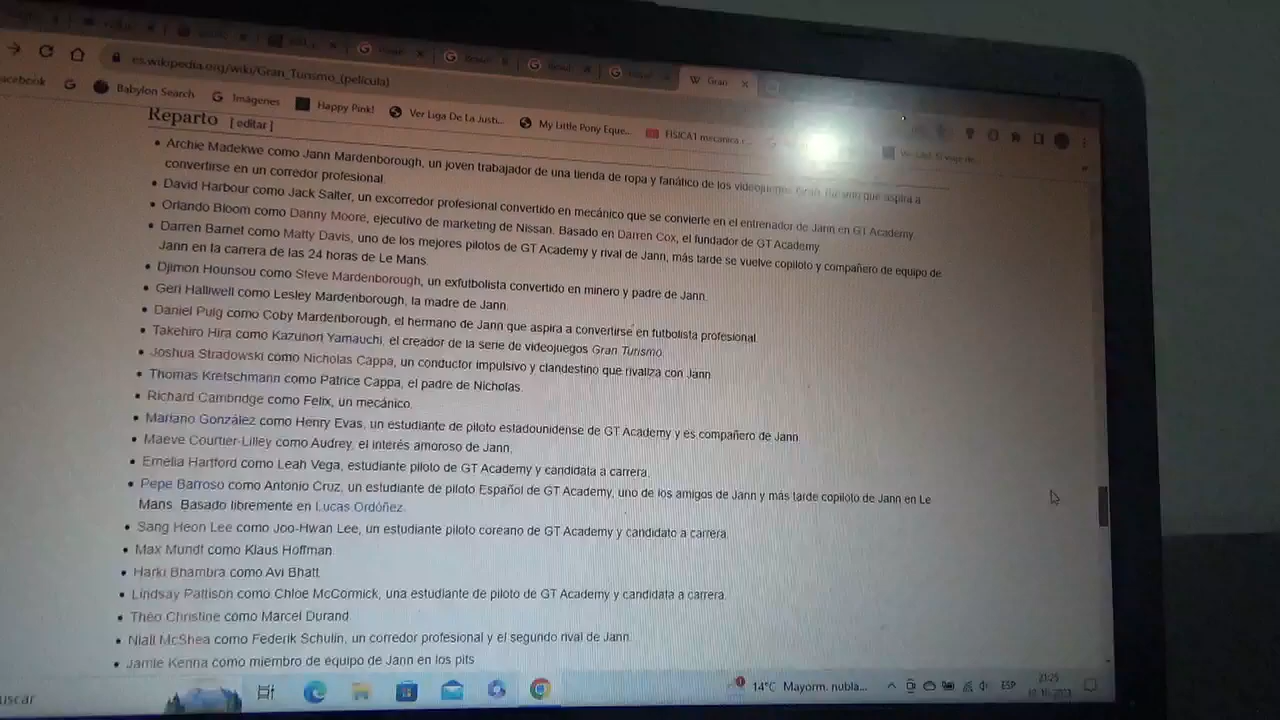 es.wikipedia.org/wiki/Gran_Turismo_(película)
Gran
acebook
Babylon Search
Imágenes
Happy Pink!
Ver Liga De La Justi...
My Little Pony Eque...
FISICA1 mecanica r...
Reparto [ editar ]
Archie Madekwe como Jann Mardenborough, un joven trabajador de una tienda de ropa y fanático de los videojuegos Gran Turismo que aspira a
convertirse en un corredor profesional.
David Harbour como Jack Salter, un excorredor profesional convertido en mecánico que se convierte en el entrenador de Jann en GT Academy.
Orlando Bloom como Danny Moore, ejecutivo de marketing de Nissan. Basado en Darren Cox, el fundador de GT Academy
Darren Barnet como Matty Davis, uno de los mejores pilotos de GT Academy y rival de Jann, más tarde se vuelve copiloto y compañero de equipo de
Jann en la carrera de las 24 horas de Le Mans.
Djimon Hounsou como Steve Mardenborough, un exfutbolista convertido en minero y padre de Jann.
Geri Halliwell como Lesley Mardenborough, la madre de Jann.
Daniel Puig como Coby Mardenborough, el hermano de Jann que aspira a convertirse en futbolista profesional.
Takehiro Hira como Kazunori Yamauchi, el creador de la serie de videojuegos Gran Turismo.
Joshua Stradowski como Nicholas Cappa, un conductor impulsivo y clandestino que rivaliza con Jann.
Thomas Kretschmann como Patrice Cappa, el padre de Nicholas.
Richard Cambridge como Felix, un mecánico.
Mariano González como Henry Evas, un estudiante de piloto estadounidense de GT Academy y es compañero de Jann.
Maeve Courtier-Lilley como Audrey, el interés amoroso de Jann.
Emelia Hartford como Leah Vega, estudiante piloto de GT Academy y candidata a carrera.
Pepe Barroso como Antonio Cruz, un estudiante de piloto Español de GT Academy, uno de los amigos de Jann y más tarde copiloto de Jann en Le
Mans. Basado libremente en Lucas Ordóñez.
Sang Heon Lee como Joo-Hwan Lee, un estudiante piloto coreano de GT Academy y candidato a carrera.
Max Mundt como Klaus Hoffman.
Harki Bhambra como Avi Bhatt.
Lindsay Pattison como Chloe McCormick, una estudiante de piloto de GT Academy y candidata a carrera.
Théo Christine como Marcel Durand.
Niall McShea como Federik Schulin, un corredor profesional y el segundo rival de Jann.
Jamie Kenna como miembro de equipo de Jann en los pits.
uscar
14°C Mayorm. nubla...
ESP
21:25